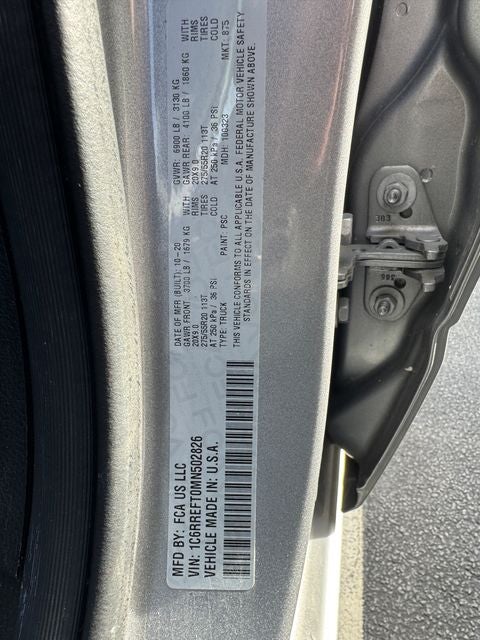 MFD BY: FCA US LLC
VIN: 1C6RREFT0MN502826
VEHICLE MADE IN: U.S.A.
DATE OF MFR (BUILT): 10-20
GAWR FRONT: 3700 LB / 1679 KG
20X9.0
275/55R20 113T
AT 250 kPa / 36 PSI
TYPE: TRUCK
GVWR: 6900 LB / 3130 KG
GAWR REAR: 4100 LB / 1860 KG
WITH RIMS
20X9.0
WITH RIMS
TIRES
275/55R20 113T
TIRES
COLD
AT 250 kPa / 36 PSI
COLD
MDH: 100323
MKT: 875
PAINT: PSC
THIS VEHICLE CONFORMS TO ALL APPLICABLE U.S.A. FEDERAL MOTOR VEHICLE SAFETY
STANDARDS IN EFFECT ON THE DATE OF MANUFACTURE SHOWN ABOVE.
383